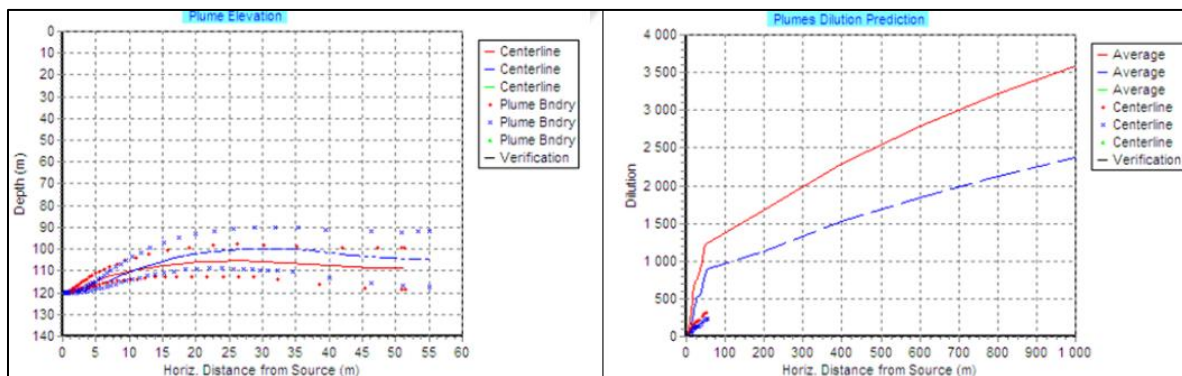 Plume Elevation
Depth (m)
0
10
20
30
40
50
60
70
80
90
100
110
120
130
140
0 5 10 15 20 25 30 35 40 45 50 55 60
Horiz. Distance from Source (m)
Centerline
Centerline
Centerline
Plume Bndry
Plume Bndry
Plume Bndry
Verification
Plumes Dilution Prediction
Dilution
4 000
3 500
3 000
2 500
2 000
1 500
1 000
500
0
0 100 200 300 400 500 600 700 800 900 1 000
Horiz. Distance from Source (m)
Average
Average
Average
Centerline
Centerline
Centerline
Verification